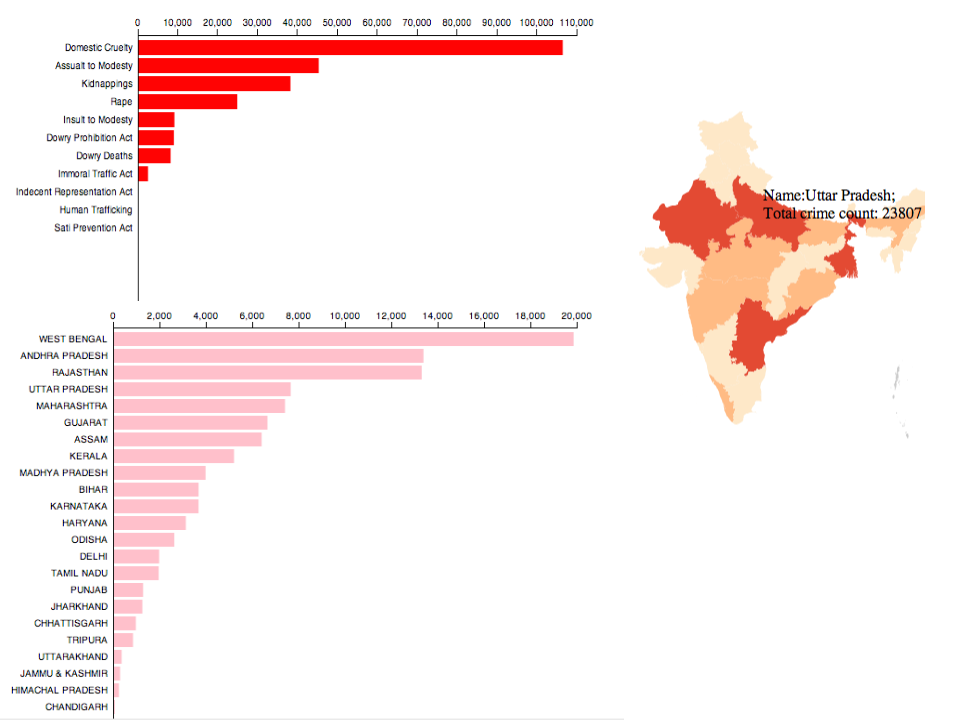 0 10,000 20,000 30,000 40,000 50,000 60,000 70,000 80,000 90,000 100,000 110,000
Domestic Cruelty
Assualt to Modesty
Kidnappings
Rape
Insult to Modesty
Dowry Prohibition Act
Dowry Deaths
Immoral Traffic Act
Indecent Representation Act
Human Trafficking
Sati Prevention Act
0 2,000 4,000 6,000 8,000 10,000 12,000 14,000 16,000 18,000 20,000
WEST BENGAL
ANDHRA PRADESH
RAJASTHAN
UTTAR PRADESH
MAHARASHTRA
GUJARAT
ASSAM
KERALA
MADHYA PRADESH
BIHAR
KARNATAKA
HARYANA
ODISHA
DELHI
TAMIL NADU
PUNJAB
JHARKHAND
CHHATTISGARH
TRIPURA
UTTARAKHAND
JAMMU & KASHMIR
HIMACHAL PRADESH
CHANDIGARH
Name:Uttar Pradesh;
Total crime count: 23807